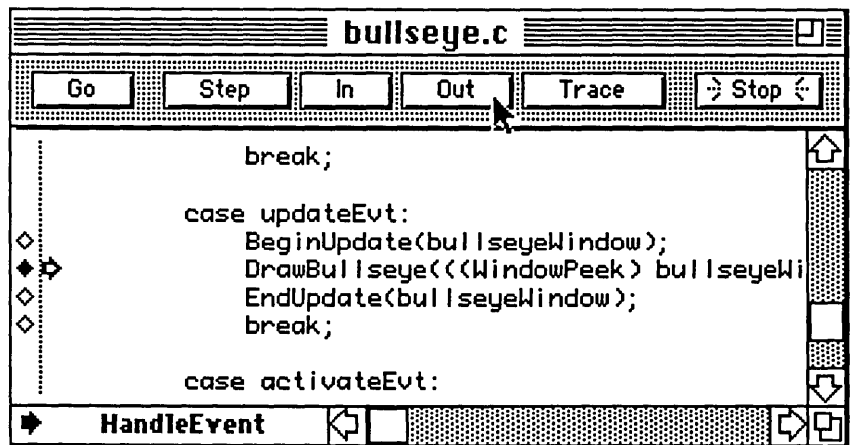 bullseye.c
Go Step In Out Trace Stop
break;
case updateEvt:
BeginUpdate(bullseyeWindow);
DrawBullseye(((WindowPeek) bullseyeWi
EndUpdate(bullseyeWindow);
break;
case activateEvt:
HandleEvent